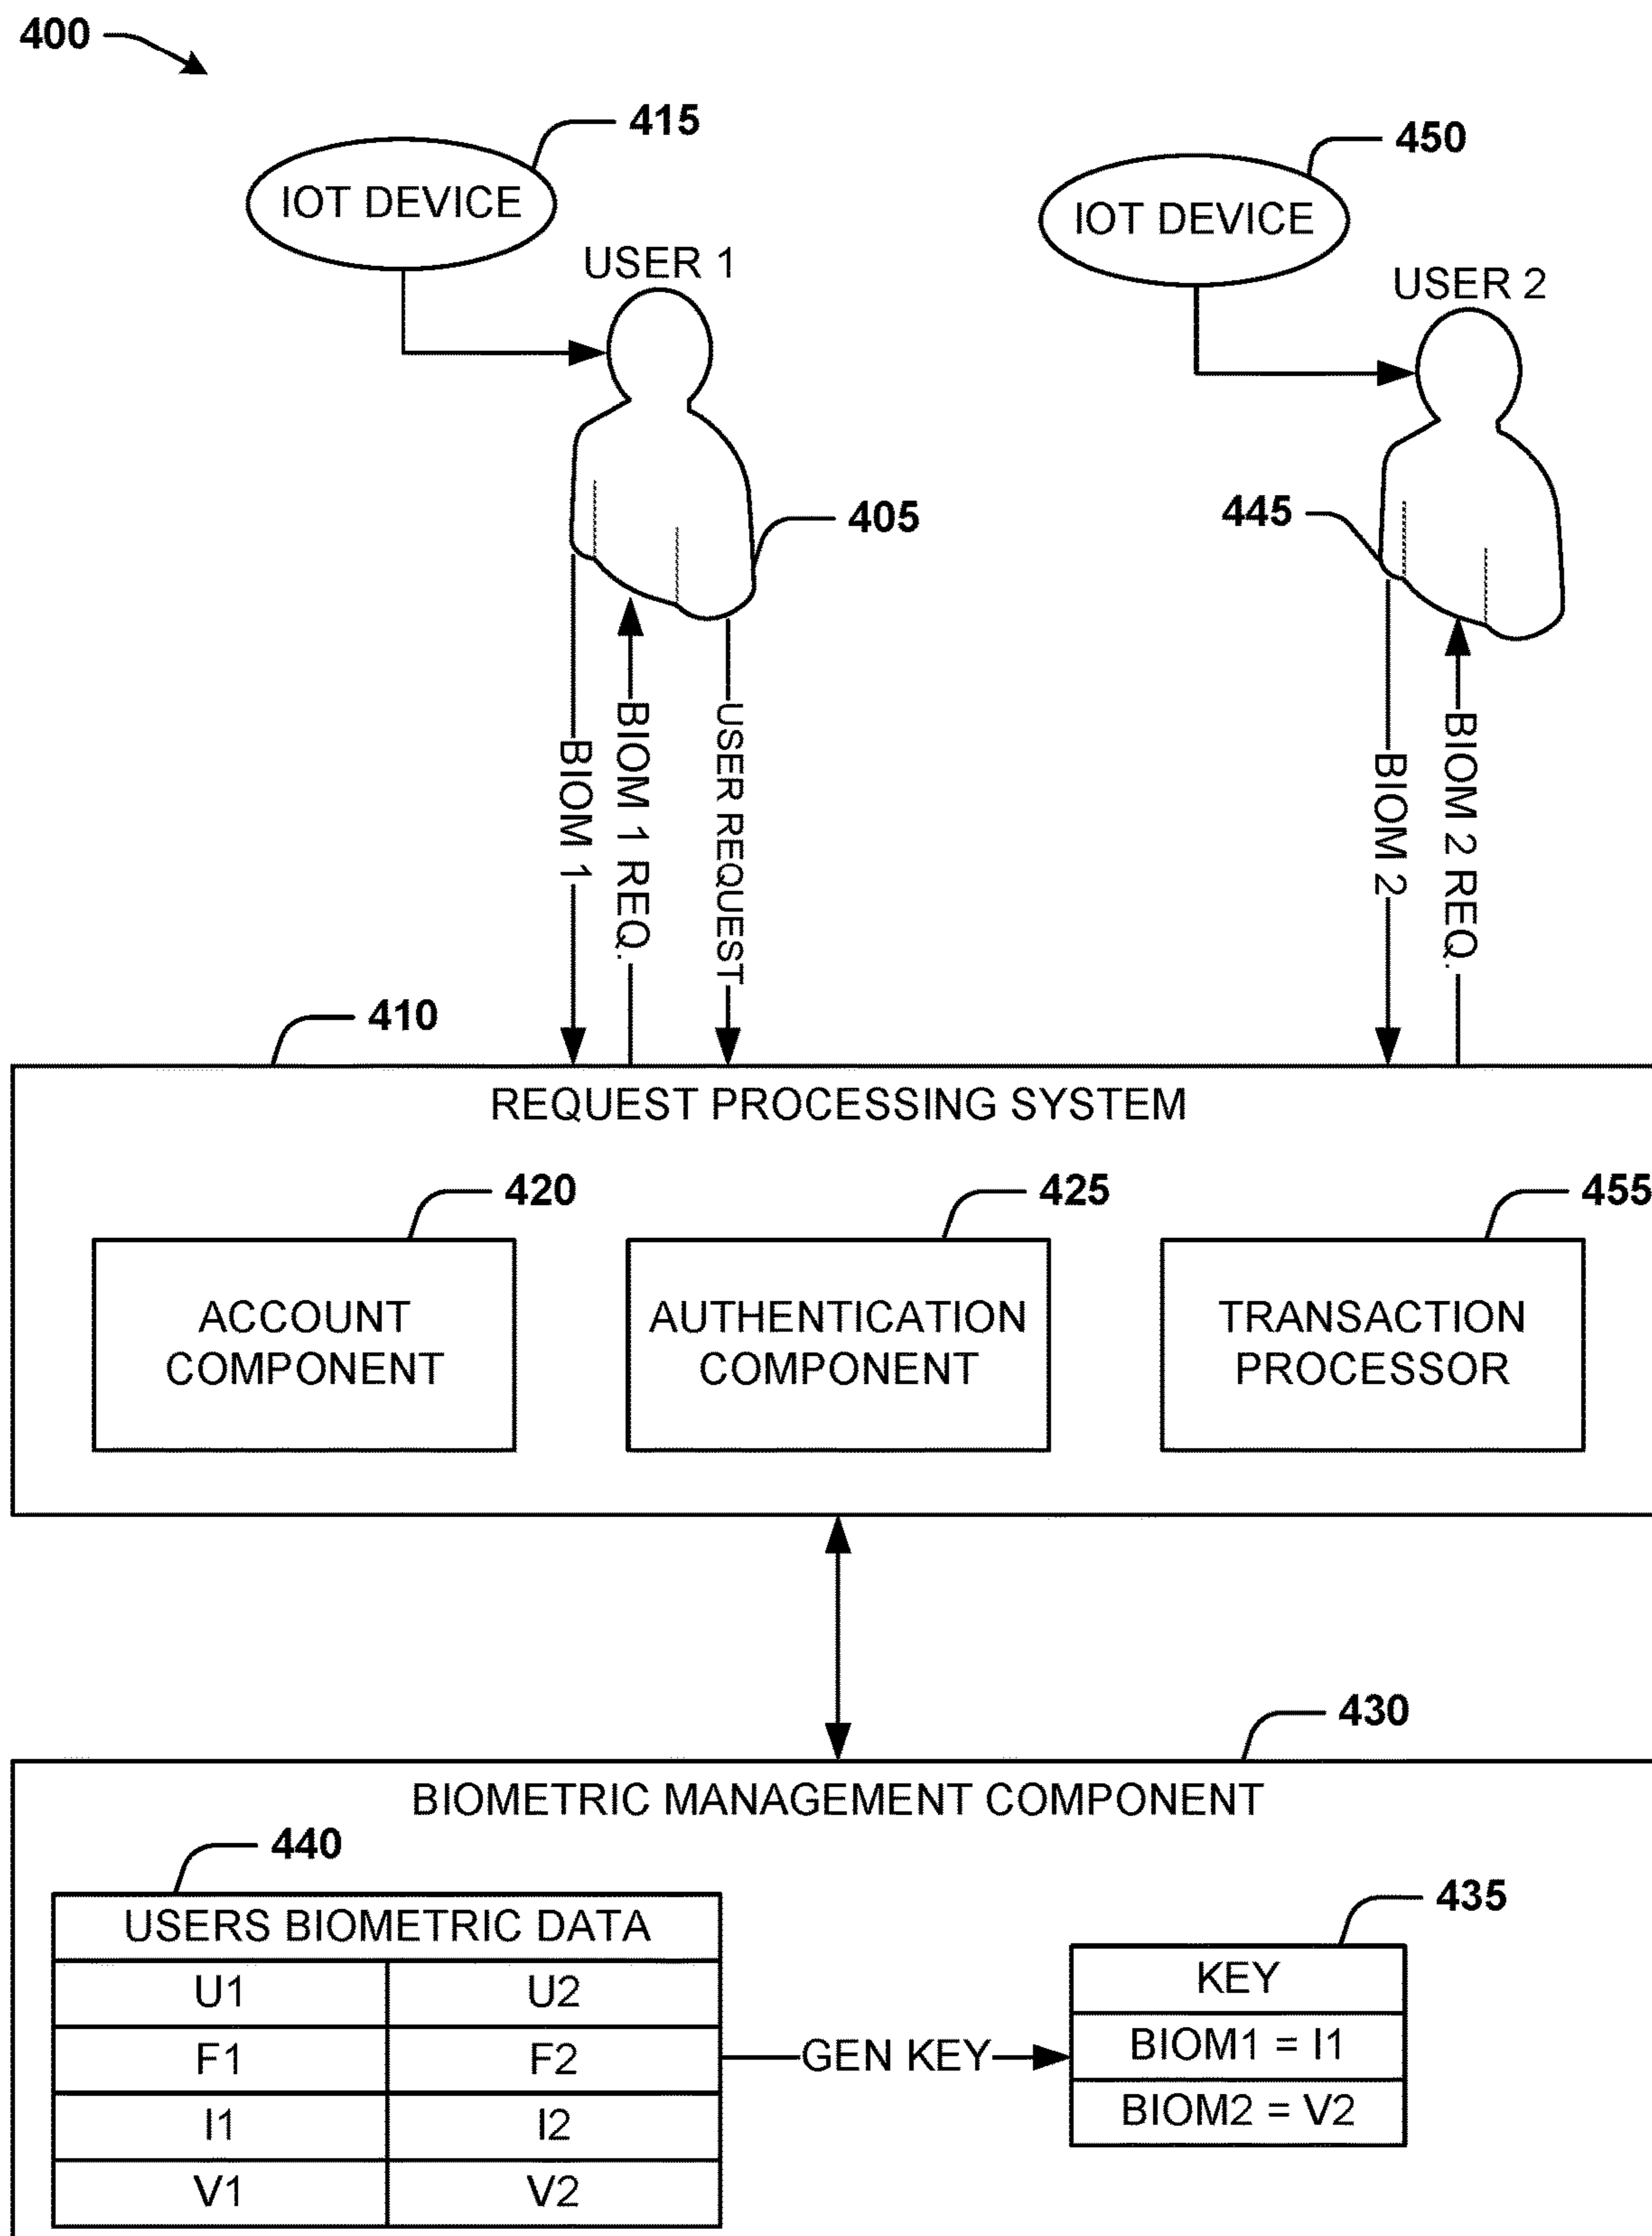 400
415
450
IOT DEVICE
IOT DEVICE
USER 1
USER 2
405
445
BIOM 1
BIOM 1 REQ.
USER REQUEST
BIOM 2
BIOM 2 REQ.
410
REQUEST PROCESSING SYSTEM
420
425
455
ACCOUNT
COMPONENT
AUTHENTICATION
COMPONENT
TRANSACTION
PROCESSOR
430
BIOMETRIC MANAGEMENT COMPONENT
440
435
USERS BIOMETRIC DATA
U1
U2
F1
F2
I1
I2
V1
V2
GEN KEY
KEY
BIOM1 = I1
BIOM2 = V2